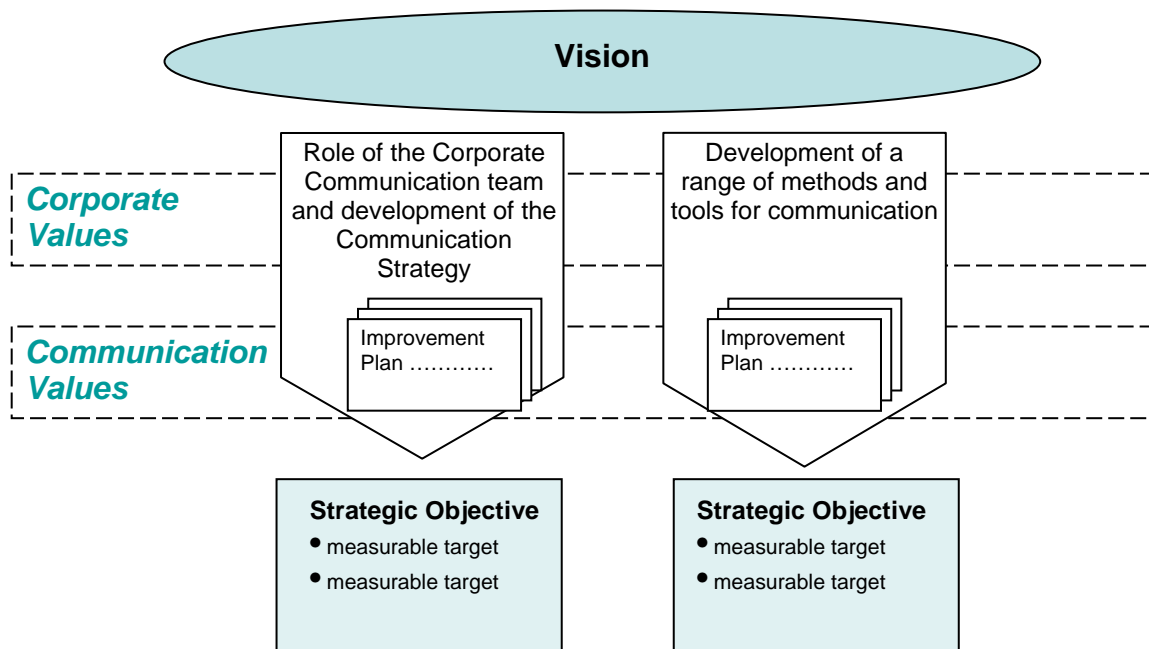 Vision
Role of the Corporate
Communication team
and development of the
Communication
Strategy
Development of a
range of methods and
tools for communication
Corporate
Values
Improvement
Plan …………
Improvement
Plan …………
Communication
Values
Strategic Objective
• measurable target
• measurable target
Strategic Objective
• measurable target
• measurable target